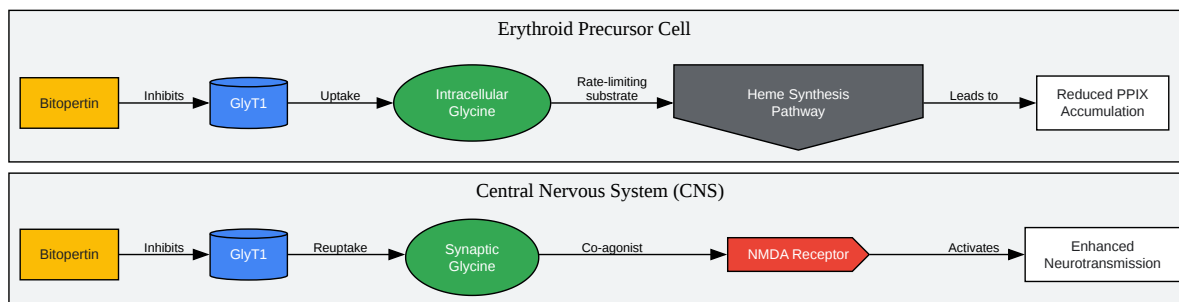 Erythroid Precursor Cell
Bitopertin
Inhibits
GlyT1
Uptake
Intracellular
Glycine
Rate-limiting
substrate
Heme Synthesis
Pathway
Leads to
Reduced PPIX
Accumulation
Central Nervous System (CNS)
Bitopertin
Inhibits
GlyT1
Reuptake
Synaptic
Glycine
Co-agonist
NMDA Receptor
Activates
Enhanced
Neurotransmission